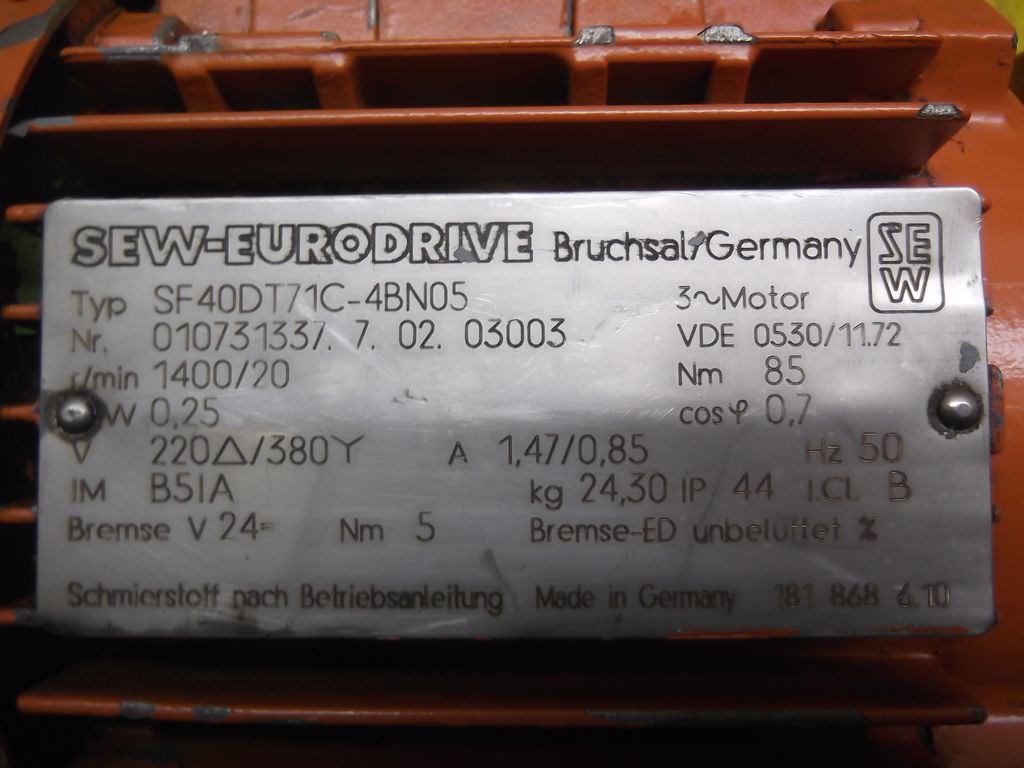 SEW-EURODRIVE Bruchsal/Germany SEW
Typ SF40DT71C-4BN05 3~Motor
Nr. 010731337. 7. 02. 03003 VDE 0530/11.72
r/min 1400/20 Nm 85
W 0,25 cos φ 0,7
V 220△/380Y A 1,47/0,85 Hz 50
IM B5IA kg 24,30 IP 44 I.Cl. B
Bremse V 24= Nm 5 Bremse-ED unbelüftet %
Schmierstoff nach Betriebsanleitung Made in Germany 181 868 6.10